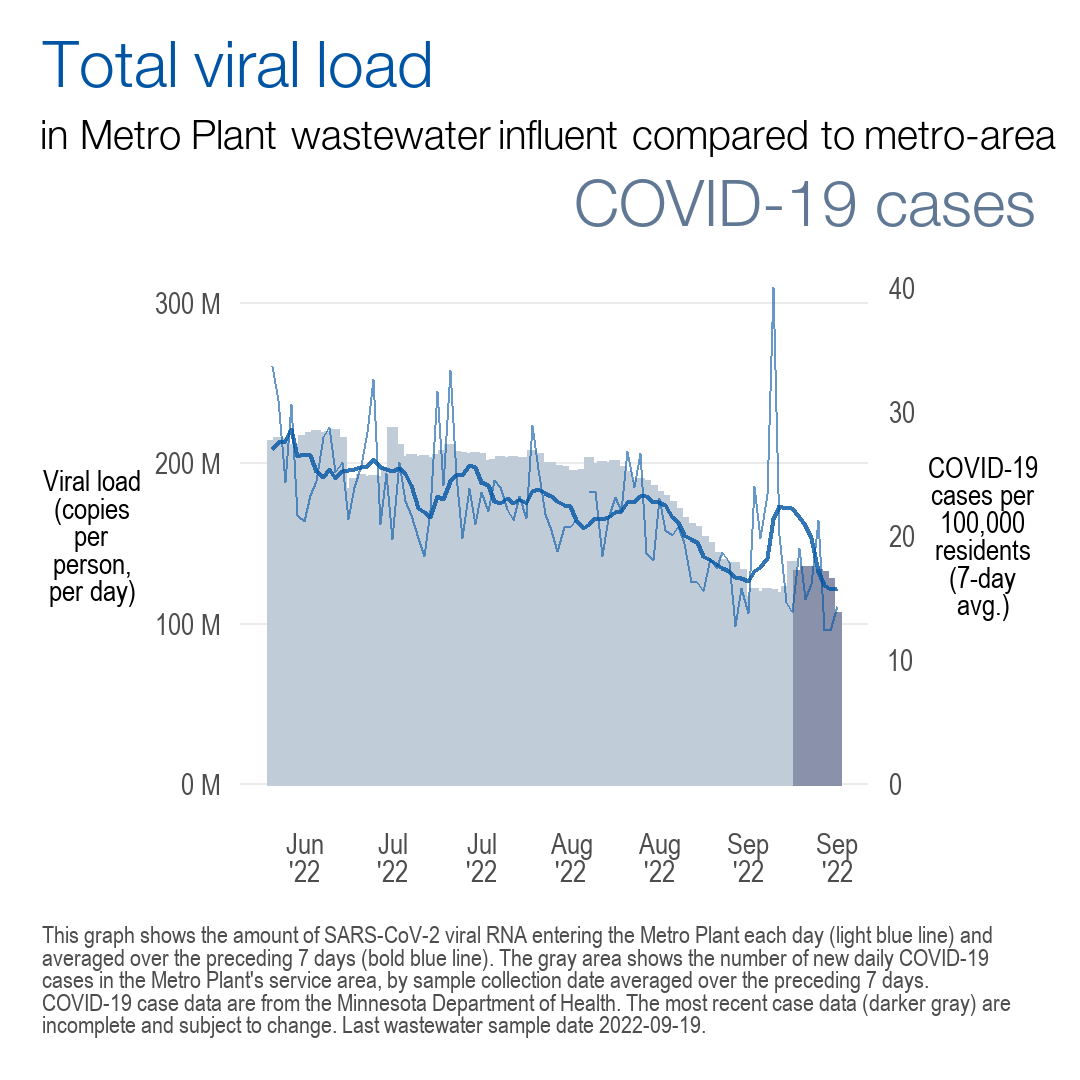 Total viral load
in Metro Plant wastewater influent compared to metro-area
COVID-19 cases
300 M
200 M
100 M
0 M
Viral load
(copies
per
person,
per day)
40
30
20
10
0
COVID-19
cases per
100,000
residents
(7-day
avg.)
Jun '22
Jul '22
Jul '22
Aug '22
Aug '22
Sep '22
Sep '22
This graph shows the amount of SARS-CoV-2 viral RNA entering the Metro Plant each day (light blue line) and
averaged over the preceding 7 days (bold blue line). The gray area shows the number of new daily COVID-19
cases in the Metro Plant's service area, by sample collection date averaged over the preceding 7 days.
COVID-19 case data are from the Minnesota Department of Health. The most recent case data (darker gray) are
incomplete and subject to change. Last wastewater sample date 2022-09-19.